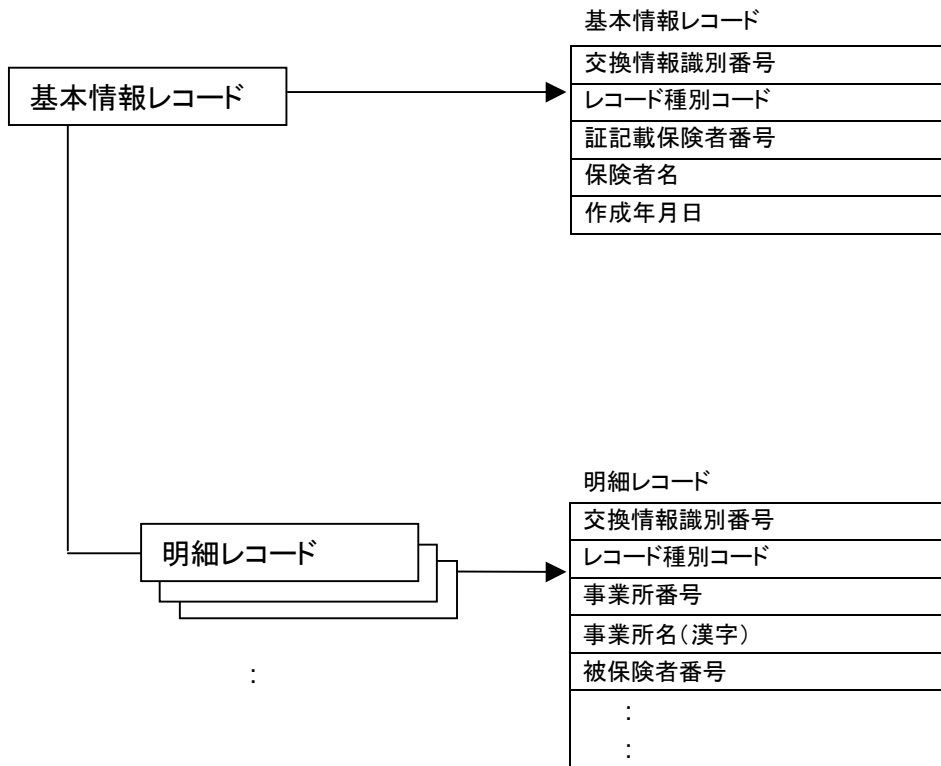 基本情報レコード
基本情報レコード
交換情報識別番号
レコード種別コード
証記載保険者番号
保険者名
作成年月日
明細レコード
明細レコード
交換情報識別番号
レコード種別コード
事業所番号
事業所名(漢字)
被保険者番号
:
:
: